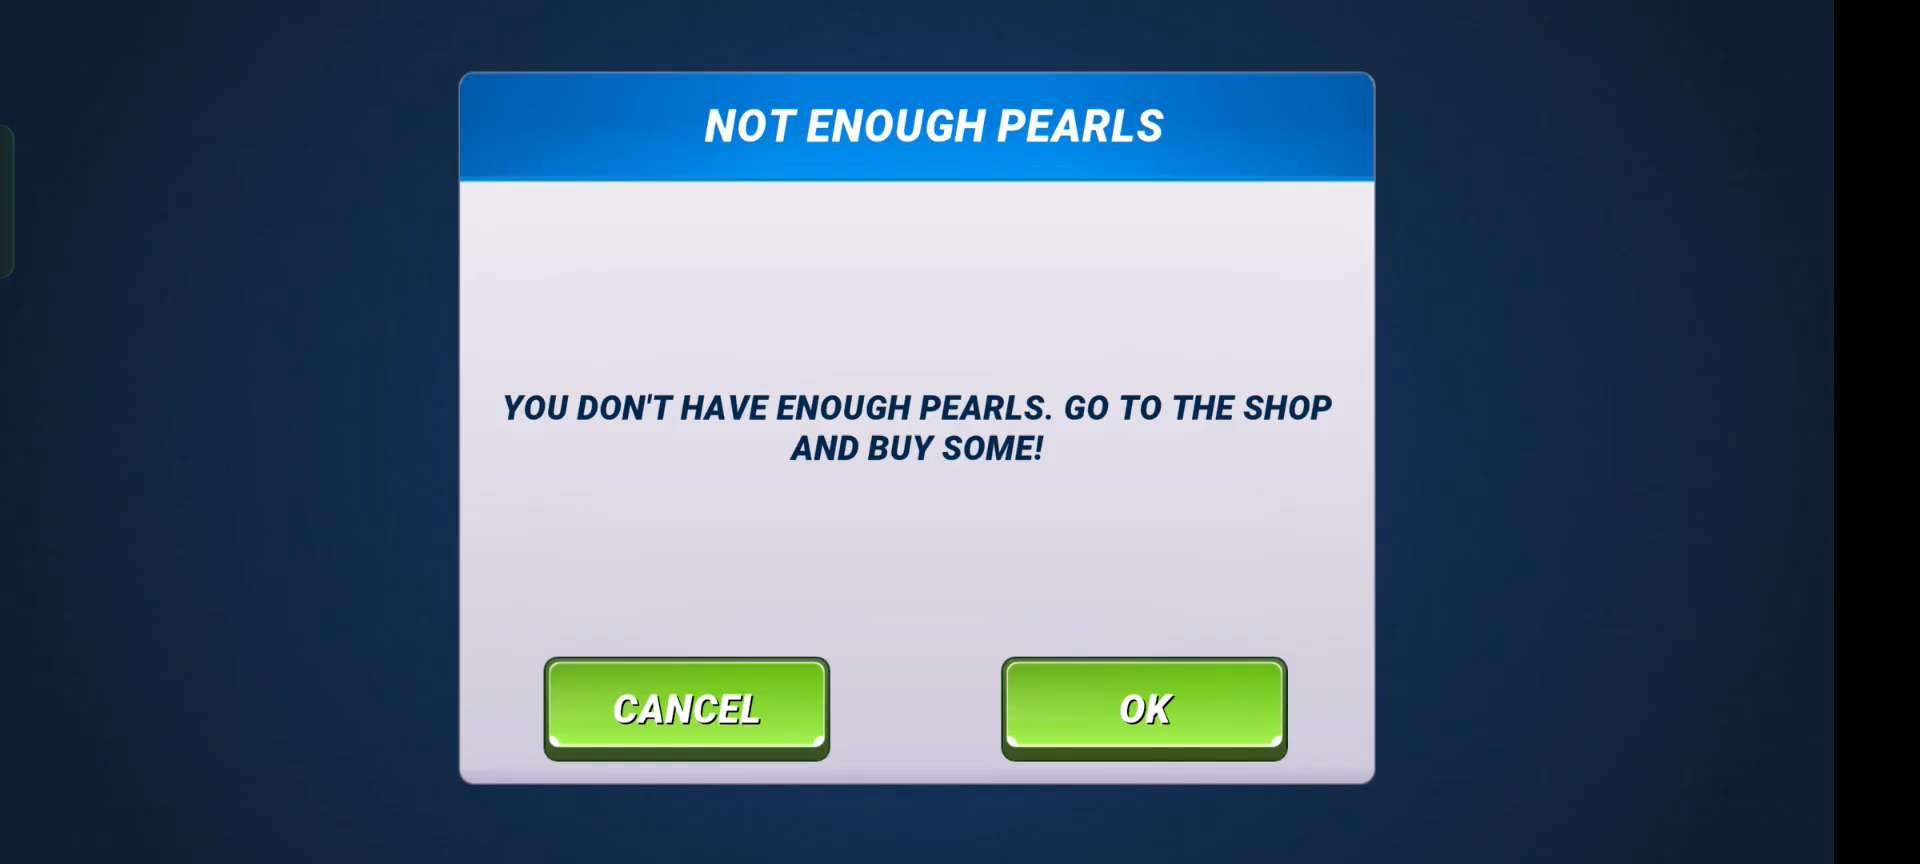 NOT ENOUGH PEARLS
YOU DON'T HAVE ENOUGH PEARLS. GO TO THE SHOP
AND BUY SOME!
CANCEL
OK